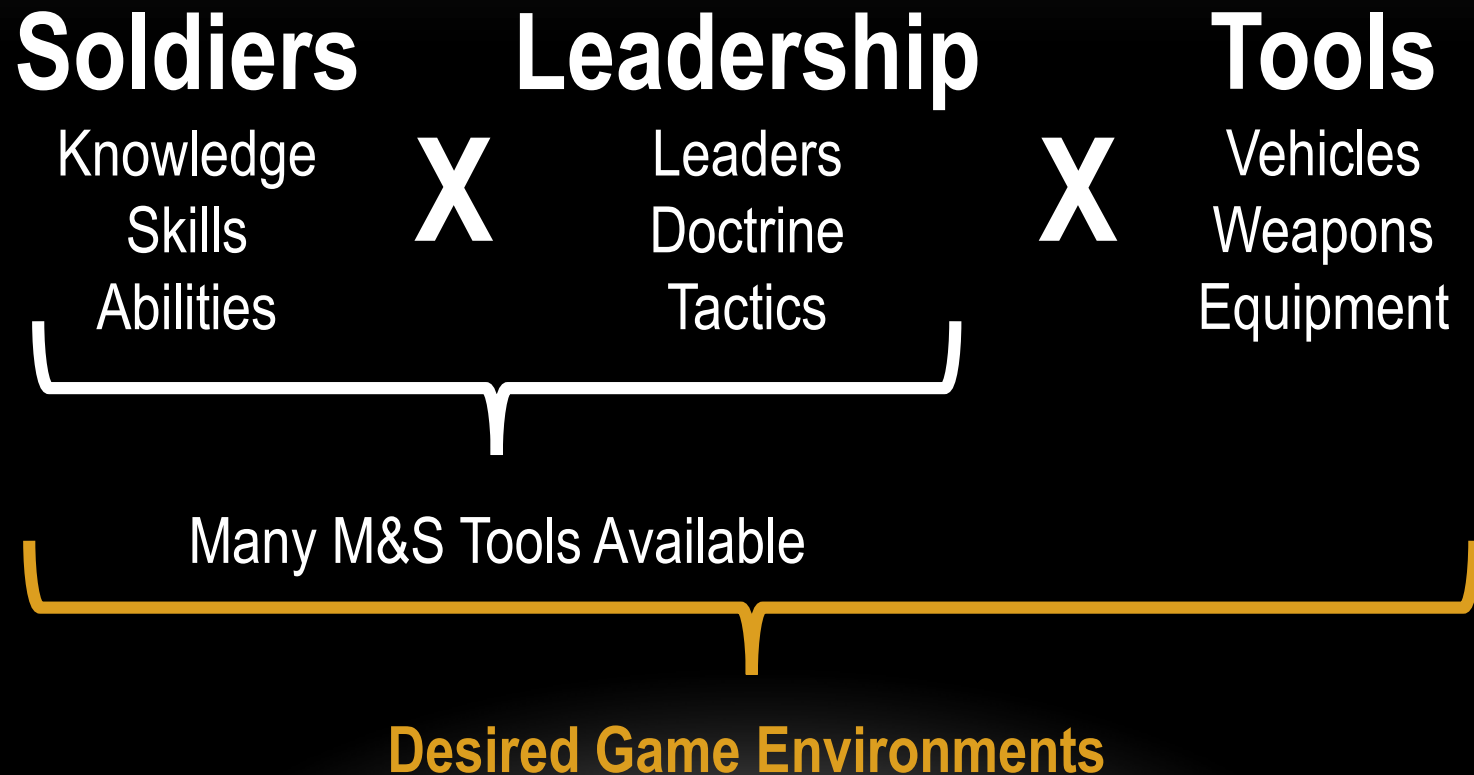 Soldiers
Knowledge
Skills
Abilities
X
Leadership
Leaders
Doctrine
Tactics
X
Tools
Vehicles
Weapons
Equipment
Many M&S Tools Available
Desired Game Environments